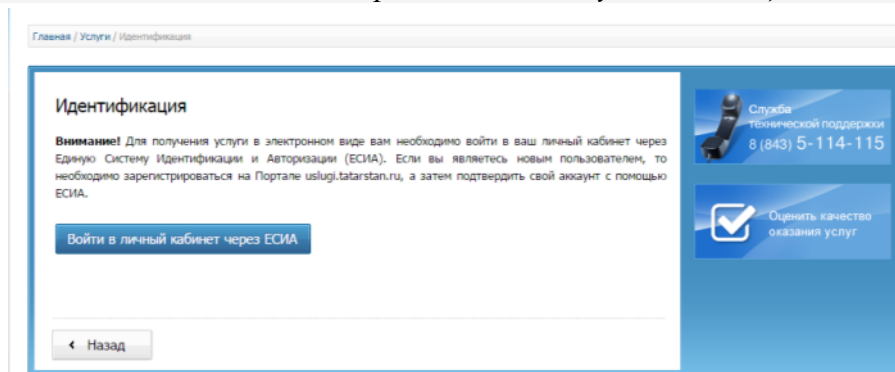 Главная / Услуги / Идентификация
Идентификация
Внимание! Для получения услуги в электронном виде вам необходимо войти в ваш личный кабинет через
Единую Систему Идентификации и Авторизации (ЕСИА). Если вы являетесь новым пользователем, то
необходимо зарегистрироваться на Портале uslugi.tatarstan.ru, а затем подтвердить свой аккаунт с помощью
ЕСИА.
Войти в личный кабинет через ЕСИА
Назад
Служба
технической поддержки
8 (843) 5-114-115
Оценить качество
оказания услуг